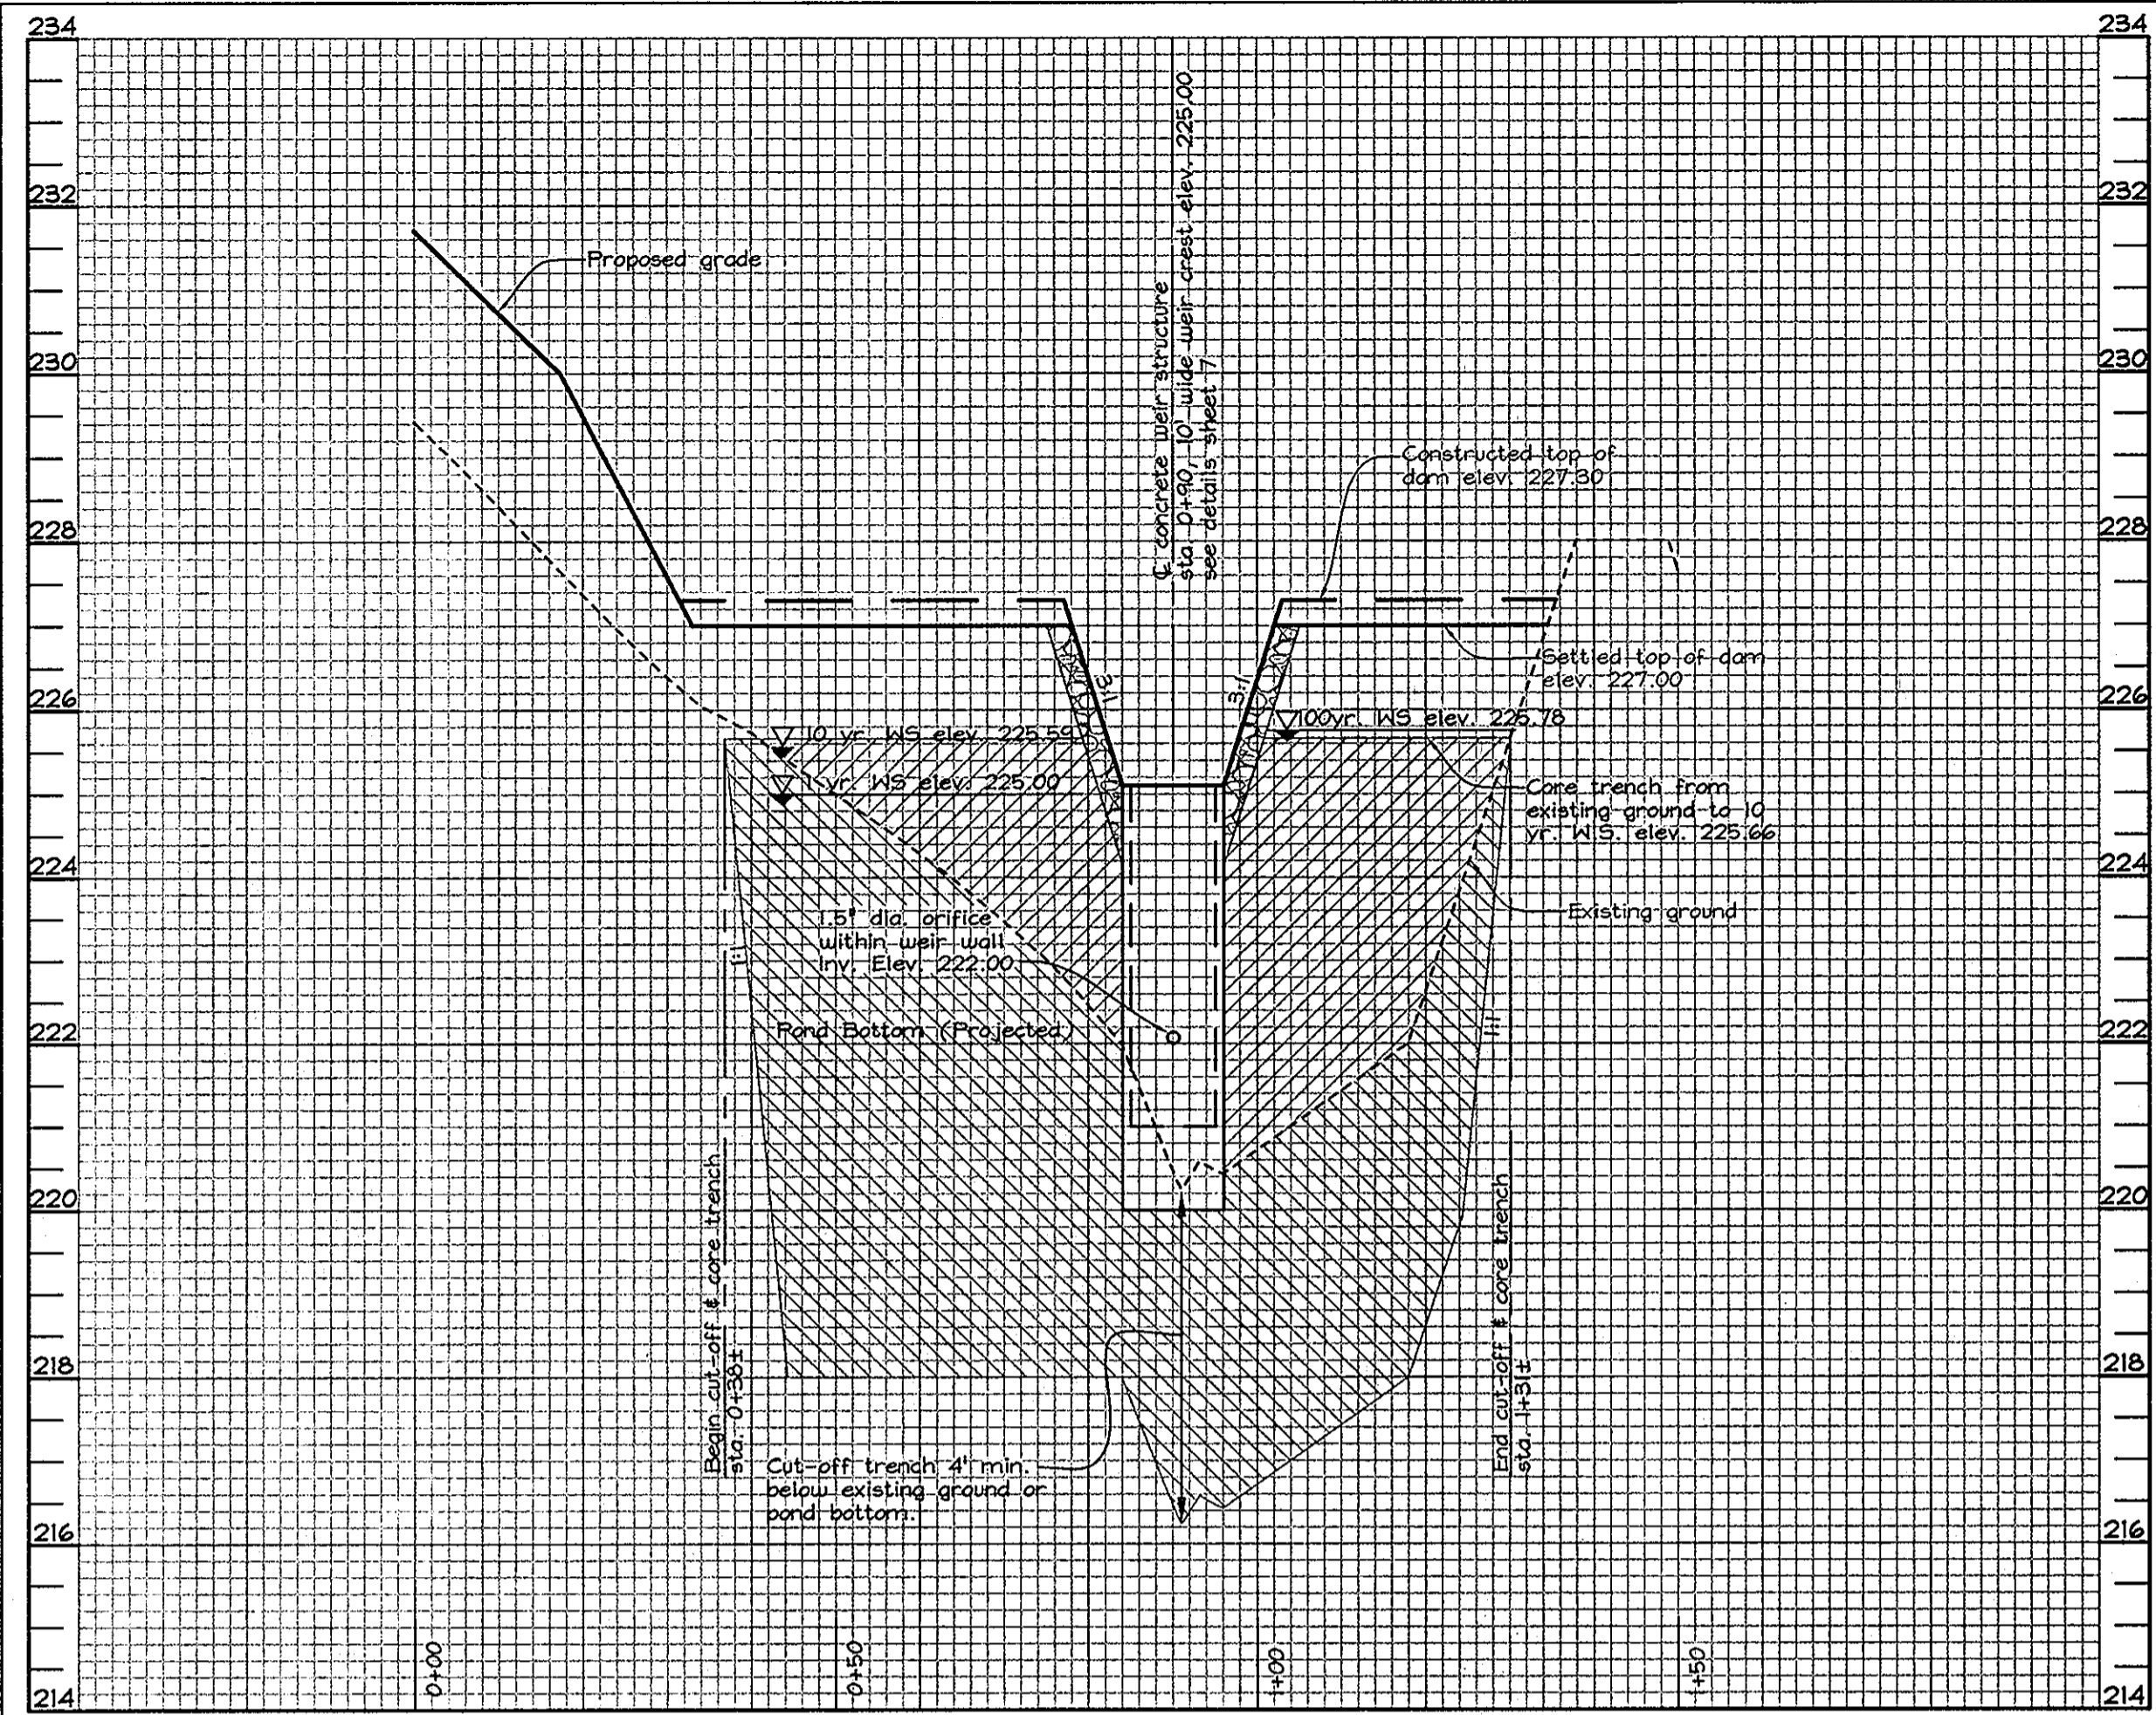 234 234
232 232
230 230
228 228
226 226
224 224
222 222
220 220
218 218
216 216
214 214
Proposed grade
℄ concrete weir structure
sta. 0+90, 10' wide weir crest elev. 225.00
see details sheet 7
Constructed top of
dam elev. 227.30
Settled top of dam
elev. 227.00
3:1
3:1
10 yr. WS elev. 225.59
1 yr. WS elev. 225.00
100yr. WS elev. 225.78
Core trench from
existing ground to 10
yr. W.S. elev. 225.66
Existing ground
1.5" dia. orifice
within weir wall
Inv. Elev. 222.00
1:1
1:1
Pond Bottom (Projected)
Begin cut-off & core trench
sta. 0+38±
End cut-off & core trench
sta. 1+31±
Cut-off trench 4' min.
below existing ground or
pond bottom.
0+00
0+50
1+00
1+50